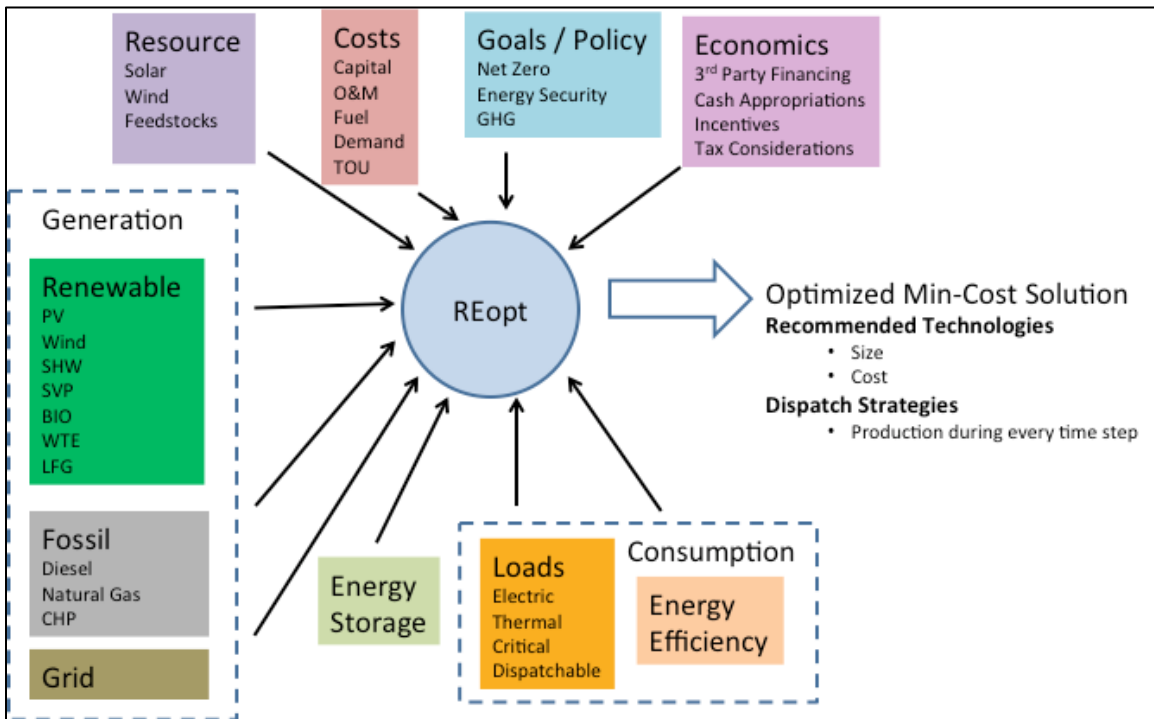 Resource
Solar
Wind
Feedstocks
Costs
Capital
O&M
Fuel
Demand
TOU
Goals / Policy
Net Zero
Energy Security
GHG
Economics
3rd Party Financing
Cash Appropriations
Incentives
Tax Considerations
Generation
Renewable
PV
Wind
SHW
SVP
BIO
WTE
LFG
Fossil
Diesel
Natural Gas
CHP
Grid
REopt
Energy
Storage
Loads
Electric
Thermal
Critical
Dispatchable
Consumption
Energy
Efficiency
Optimized Min-Cost Solution
Recommended Technologies
• Size
• Cost
Dispatch Strategies
• Production during every time step